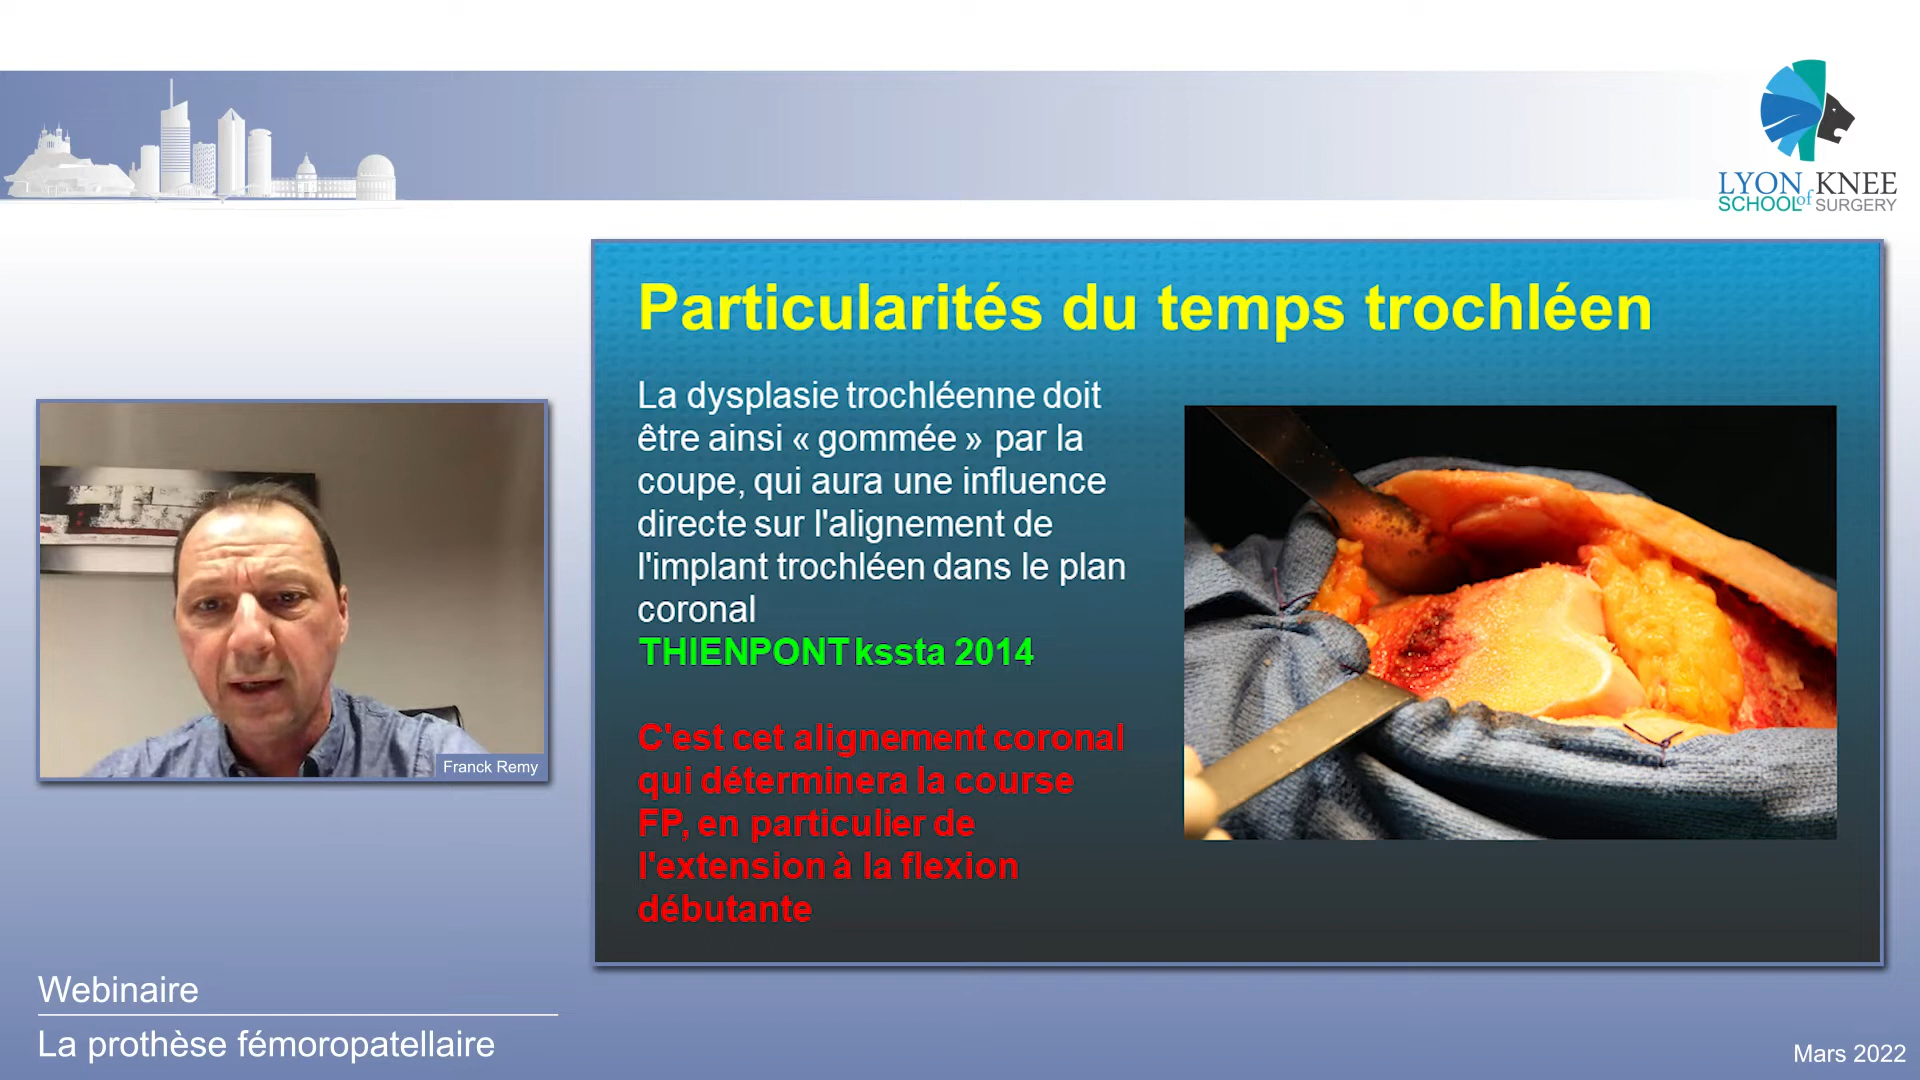 LYON KNEE
SCHOOL of SURGERY
Particularités du temps trochléen
La dysplasie trochléenne doit
être ainsi « gommée » par la
coupe, qui aura une influence
directe sur l'alignement de
l'implant trochléen dans le plan
coronal
THIENPONT kssta 2014
C'est cet alignement coronal
qui déterminera la course
FP, en particulier de
l'extension à la flexion
débutante
Franck Remy
Webinaire
La prothèse fémoropatellaire
Mars 2022